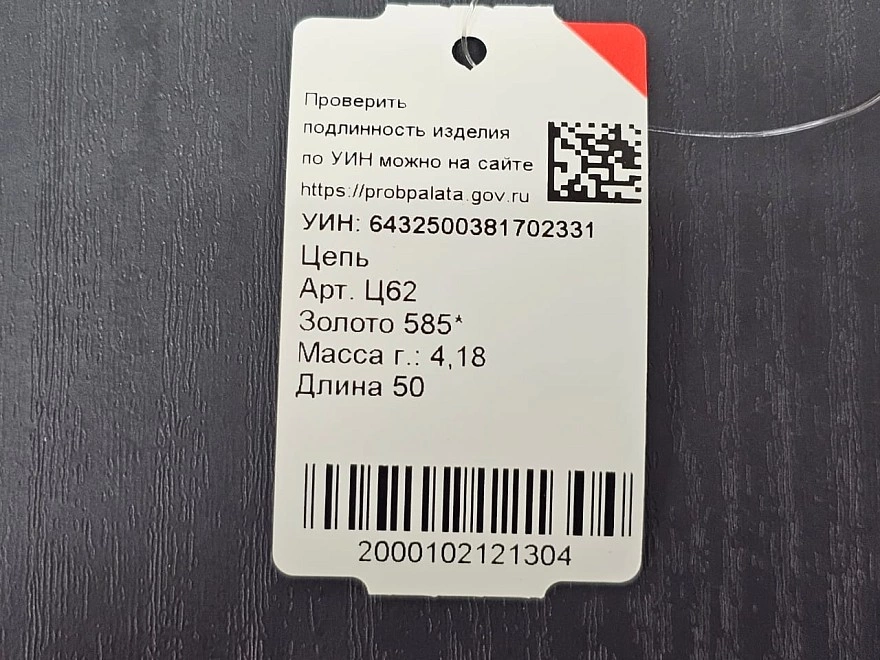 Проверить
подлинность изделия
по УИН можно на сайте
https://probpalata.gov.ru
УИН: 6432500381702331
Цепь
Арт. Ц62
Золото 585*
Масса г.: 4,18
Длина 50
2000102121304